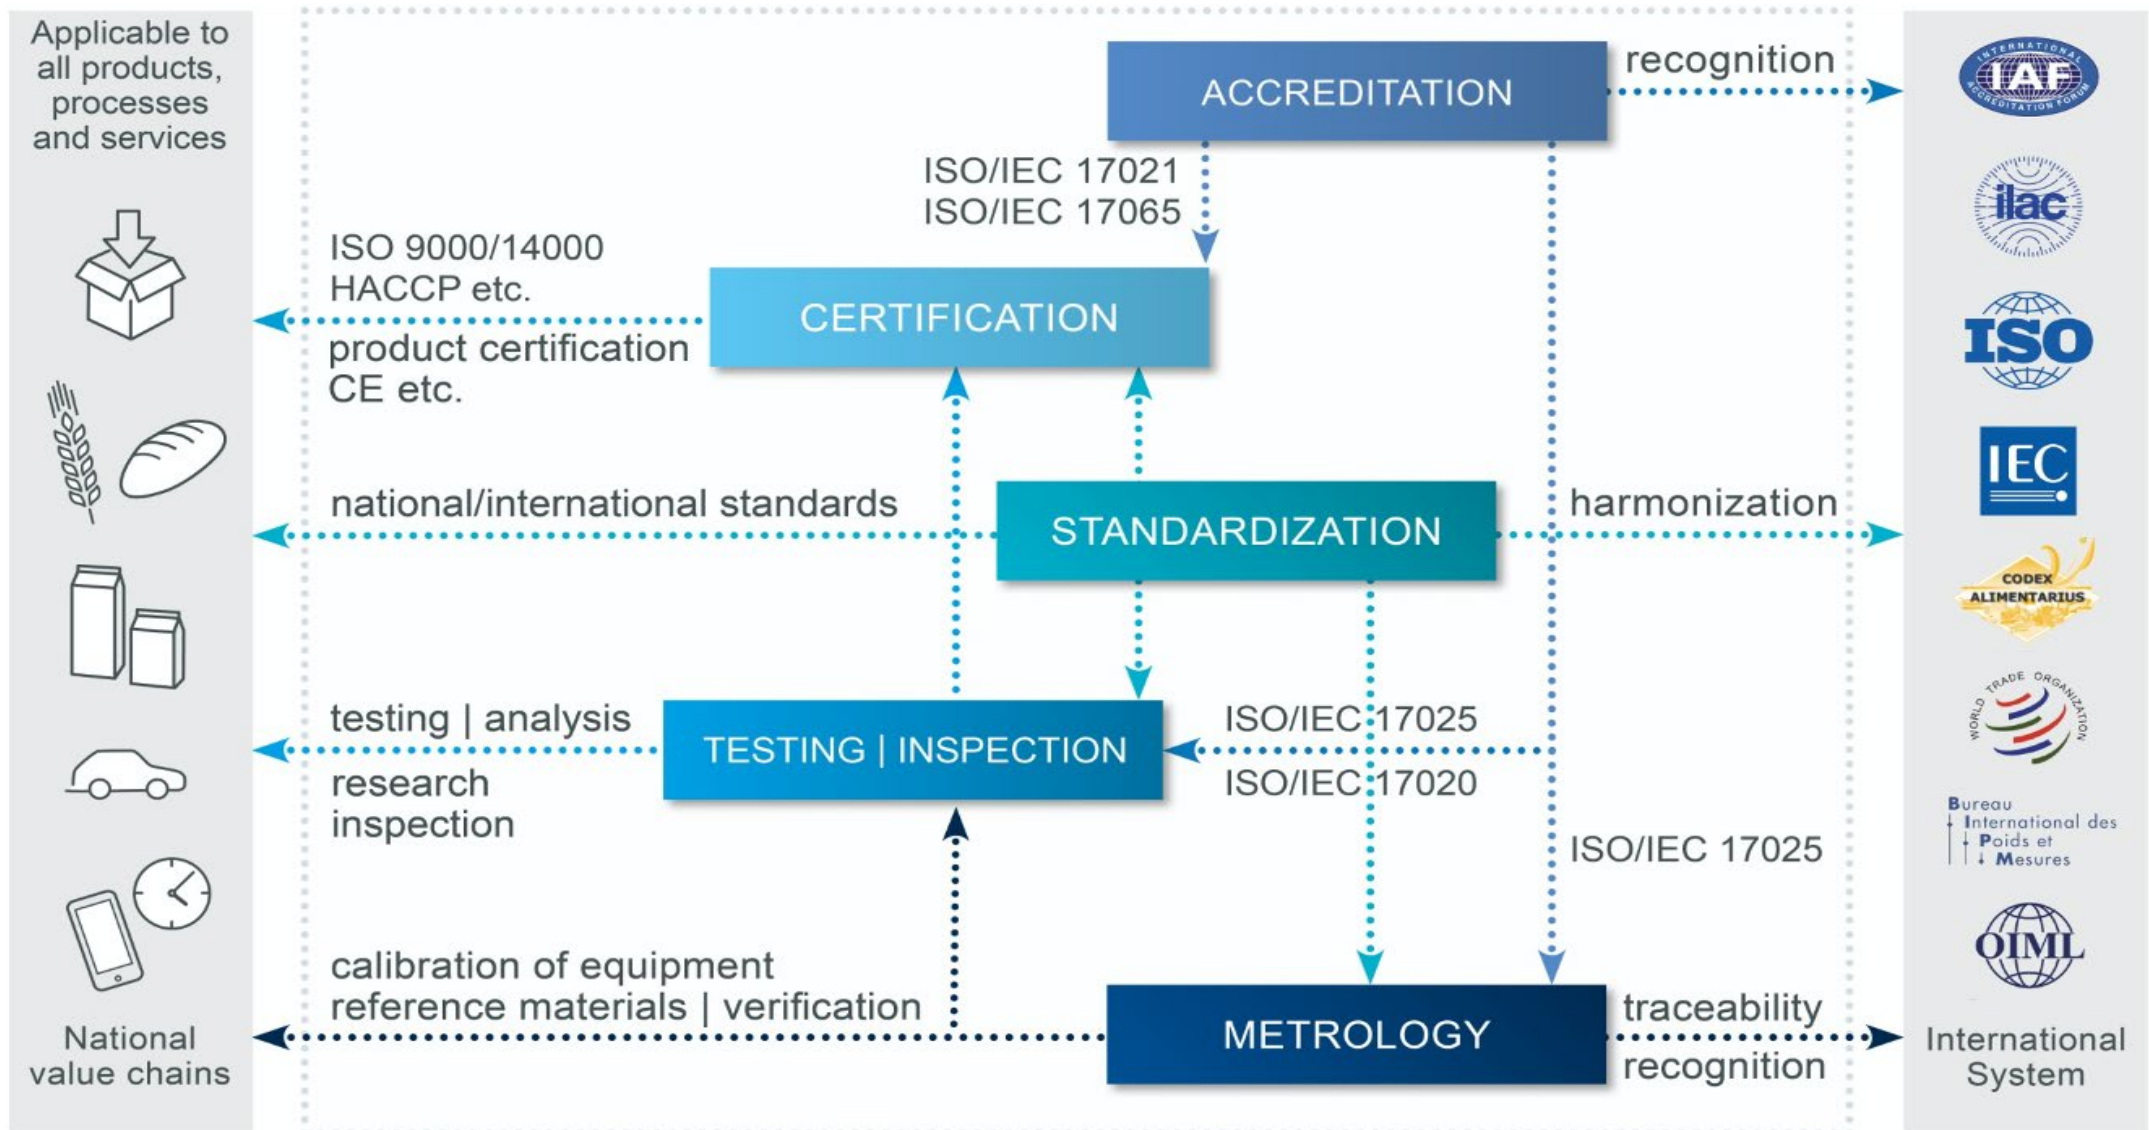 Applicable to
all products,
processes
and services
National
value chains
ACCREDITATION
recognition
ISO/IEC 17021
ISO/IEC 17065
ISO 9000/14000
HACCP etc.
CERTIFICATION
product certification
CE etc.
national/international standards
STANDARDIZATION
harmonization
testing | analysis
TESTING | INSPECTION
ISO/IEC 17025
ISO/IEC 17020
research
inspection
ISO/IEC 17025
calibration of equipment
reference materials | verification
METROLOGY
traceability
recognition
INTERNATIONAL
IAF
ACCREDITATION FORUM
ilac
ISO
IEC
CODEX
ALIMENTARIUS
WORLD TRADE ORGANIZATION
Bureau
International des
Poids et
Mesures
OIML
International
System